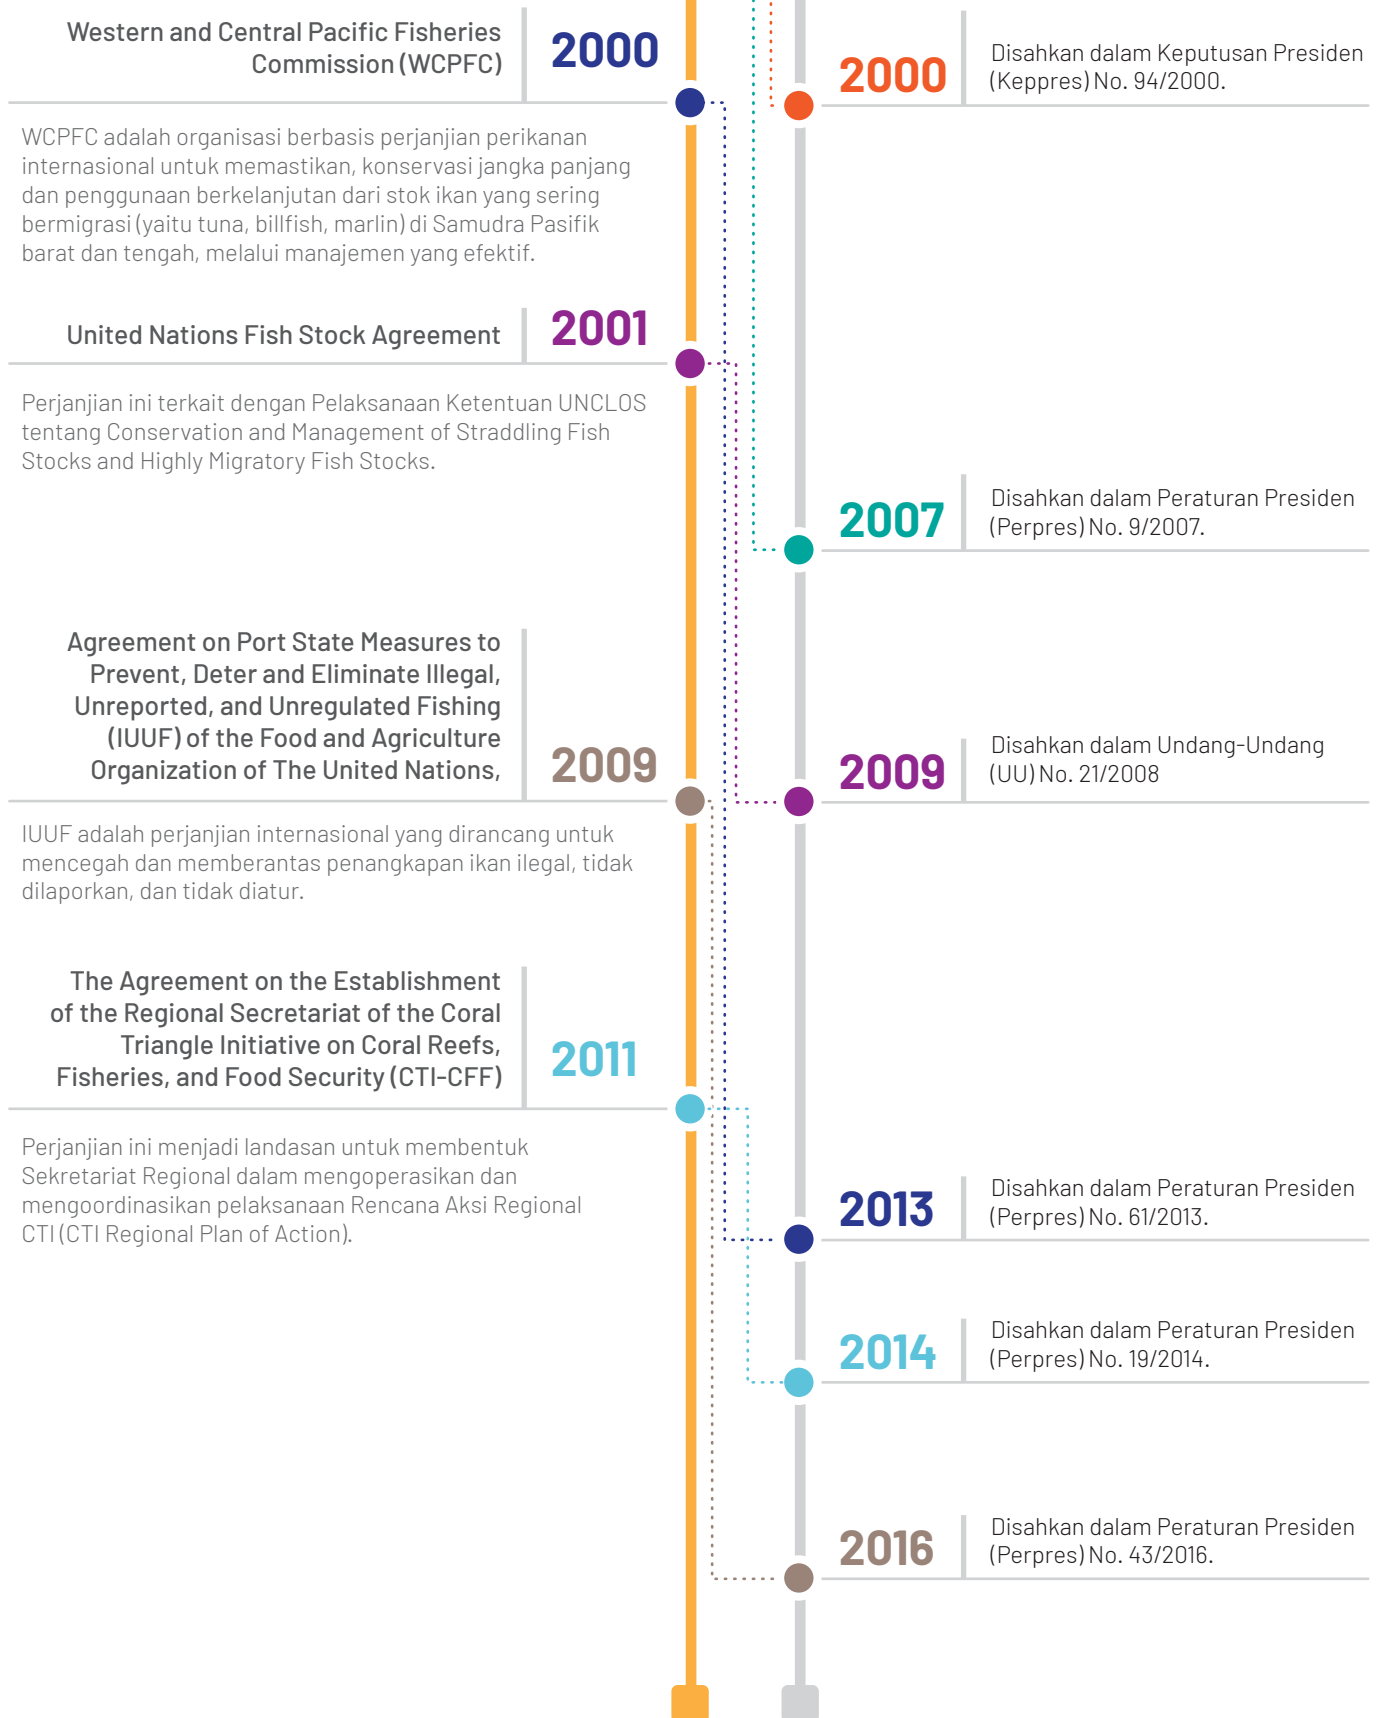 Western and Central Pacific Fisheries
Commission (WCPFC)
2000
WCPFC adalah organisasi berbasis perjanjian perikanan
internasional untuk memastikan, konservasi jangka panjang
dan penggunaan berkelanjutan dari stok ikan yang sering
bermigrasi (yaitu tuna, billfish, marlin) di Samudra Pasifik
barat dan tengah, melalui manajemen yang efektif.
2000
Disahkan dalam Keputusan Presiden
(Keppres) No. 94/2000.
United Nations Fish Stock Agreement
2001
Perjanjian ini terkait dengan Pelaksanaan Ketentuan UNCLOS
tentang Conservation and Management of Straddling Fish
Stocks and Highly Migratory Fish Stocks.
2007
Disahkan dalam Peraturan Presiden
(Perpres) No. 9/2007.
Agreement on Port State Measures to
Prevent, Deter and Eliminate Illegal,
Unreported, and Unregulated Fishing
(IUUF) of the Food and Agriculture
Organization of The United Nations,
2009
IUUF adalah perjanjian internasional yang dirancang untuk
mencegah dan memberantas penangkapan ikan ilegal, tidak
dilaporkan, dan tidak diatur.
2009
Disahkan dalam Undang-Undang
(UU) No. 21/2008
The Agreement on the Establishment
of the Regional Secretariat of the Coral
Triangle Initiative on Coral Reefs,
Fisheries, and Food Security (CTI-CFF)
2011
Perjanjian ini menjadi landasan untuk membentuk
Sekretariat Regional dalam mengoperasikan dan
mengoordinasikan pelaksanaan Rencana Aksi Regional
CTI (CTI Regional Plan of Action).
2013
Disahkan dalam Peraturan Presiden
(Perpres) No. 61/2013.
2014
Disahkan dalam Peraturan Presiden
(Perpres) No. 19/2014.
2016
Disahkan dalam Peraturan Presiden
(Perpres) No. 43/2016.